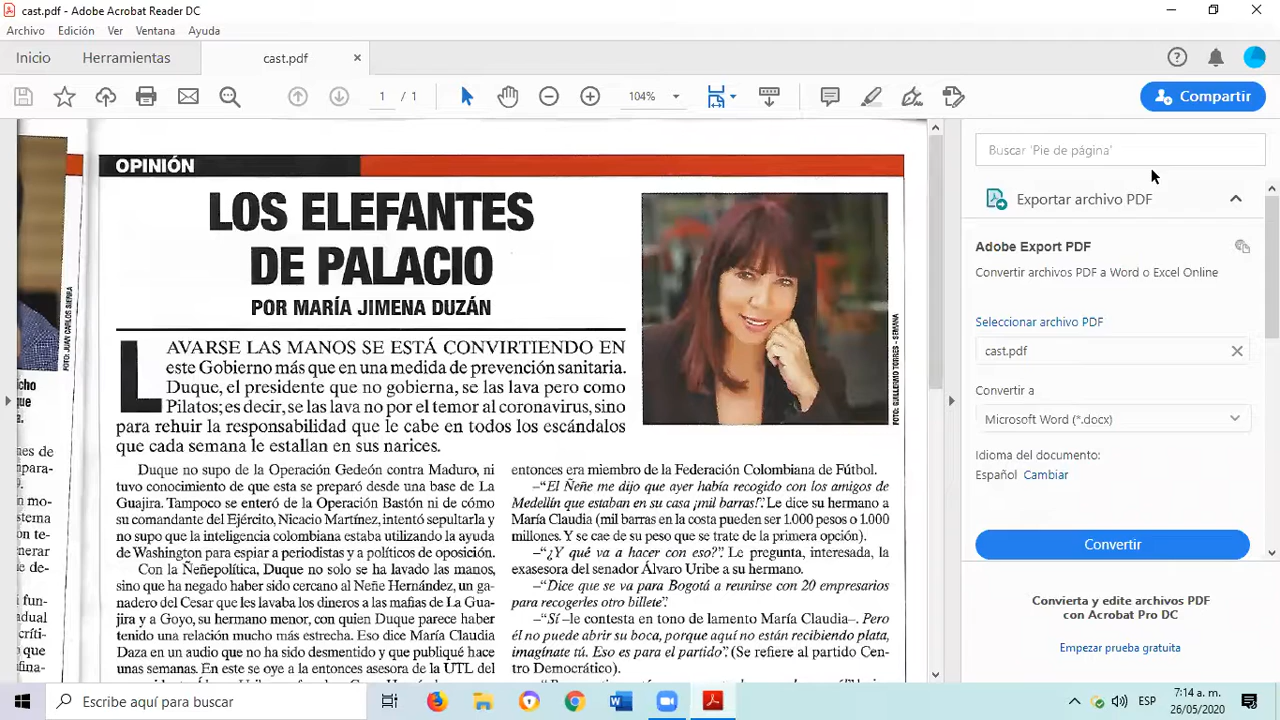 cast.pdf - Adobe Acrobat Reader DC
Archivo Edición Ver Ventana Ayuda
Inicio Herramientas cast.pdf
1 / 1 104% Compartir
OPINIÓN
LOS ELEFANTES
DE PALACIO
POR MARÍA JIMENA DUZÁN
LAVARSE LAS MANOS SE ESTÁ CONVIRTIENDO EN
este Gobierno más que en una medida de prevención sanitaria.
Duque, el presidente que no gobierna, se las lava pero como
Pilatos; es decir, se las lava no por el temor al coronavirus, sino
para rehuir la responsabilidad que le cabe en todos los escándalos
que cada semana le estallan en sus narices.
Duque no supo de la Operación Gedeón contra Maduro, ni
tuvo conocimiento de que esta se preparó desde una base de La
Guajira. Tampoco se enteró de la Operación Bastón ni de cómo
su comandante del Ejército, Nicacio Martínez, intentó sepultarla y
no supo que la inteligencia colombiana estaba utilizando la ayuda
de Washington para espiar a periodistas y a políticos de oposición.
Con la Ñeñepolítica, Duque no solo se ha lavado las manos,
sino que ha negado haber sido cercano al Neñe Hernández, un ga-
nadero del Cesar que les lavaba los dineros a las mafias de La Gua-
jira y a Goyo, su hermano menor, con quien Duque parece haber
tenido una relación mucho más estrecha. Eso dice María Claudia
Daza en un audio que no ha sido desmentido y que publiqué hace
unas semanas. En este se oye a la entonces asesora de la UTL del
entonces era miembro de la Federación Colombiana de Fútbol.
–“El Ñeñe me dijo que ayer había recogido con los amigos de
Medellín que estaban en su casa ¡mil barras!”. Le dice su hermano a
María Claudia (mil barras en la costa pueden ser 1.000 pesos o 1.000
millones. Y se cae de su peso que se trate de la primera opción).
–“¿Y qué va a hacer con eso?”. Le pregunta, interesada, la
exasesora del senador Álvaro Uribe a su hermano.
–“Dice que se va para Bogotá a reunirse con 20 empresarios
para recogerles otro billete”.
–“Sí –le contesta en tono de lamento María Claudia–. Pero
él no puede abrir su boca, porque aquí no están recibiendo plata,
imagínate tú. Eso es para el partido”. (Se refiere al partido Cen-
tro Democrático).
FOTO: GUILLERMO TORRES - SEMANA
FOTO: JUAN CARLOS SIERRA
icho
que
e.
nes de
mpara-
n mo-
stema
on te-
nerar
e de-
i fun-
adual
críti-
que
fina-
Buscar 'Pie de página'
Exportar archivo PDF
Adobe Export PDF
Convertir archivos PDF a Word o Excel Online
Seleccionar archivo PDF
cast.pdf
Convertir a
Microsoft Word (*.docx)
Idioma del documento:
Español Cambiar
Convertir
Convierta y edite archivos PDF
con Acrobat Pro DC
Empezar prueba gratuita
Escribe aquí para buscar
ESP
7:14 a. m.
26/05/2020